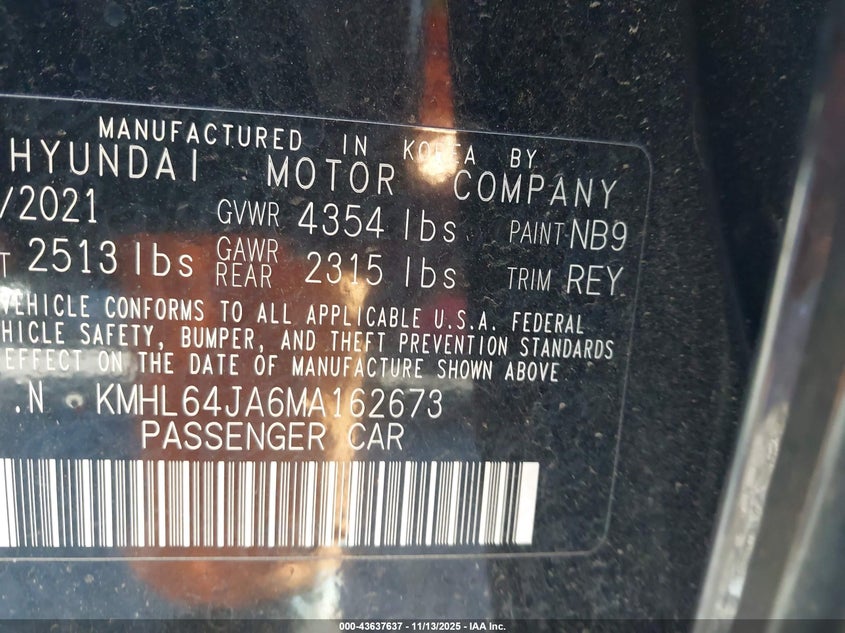 MANUFACTURED IN KOREA BY
HYUNDAI MOTOR COMPANY
/2021 GVWR 4354 lbs PAINT NB9
T 2513 lbs GAWR REAR 2315 lbs TRIM REY
VEHICLE CONFORMS TO ALL APPLICABLE U.S.A. FEDERAL
HICLE SAFETY, BUMPER, AND THEFT PREVENTION STANDARDS
EFFECT ON THE DATE OF MANUFACTURE SHOWN ABOVE.
.N KMHL64JA6MA162673
PASSENGER CAR
000-43637637 - 11/13/2025 - IAA Inc.